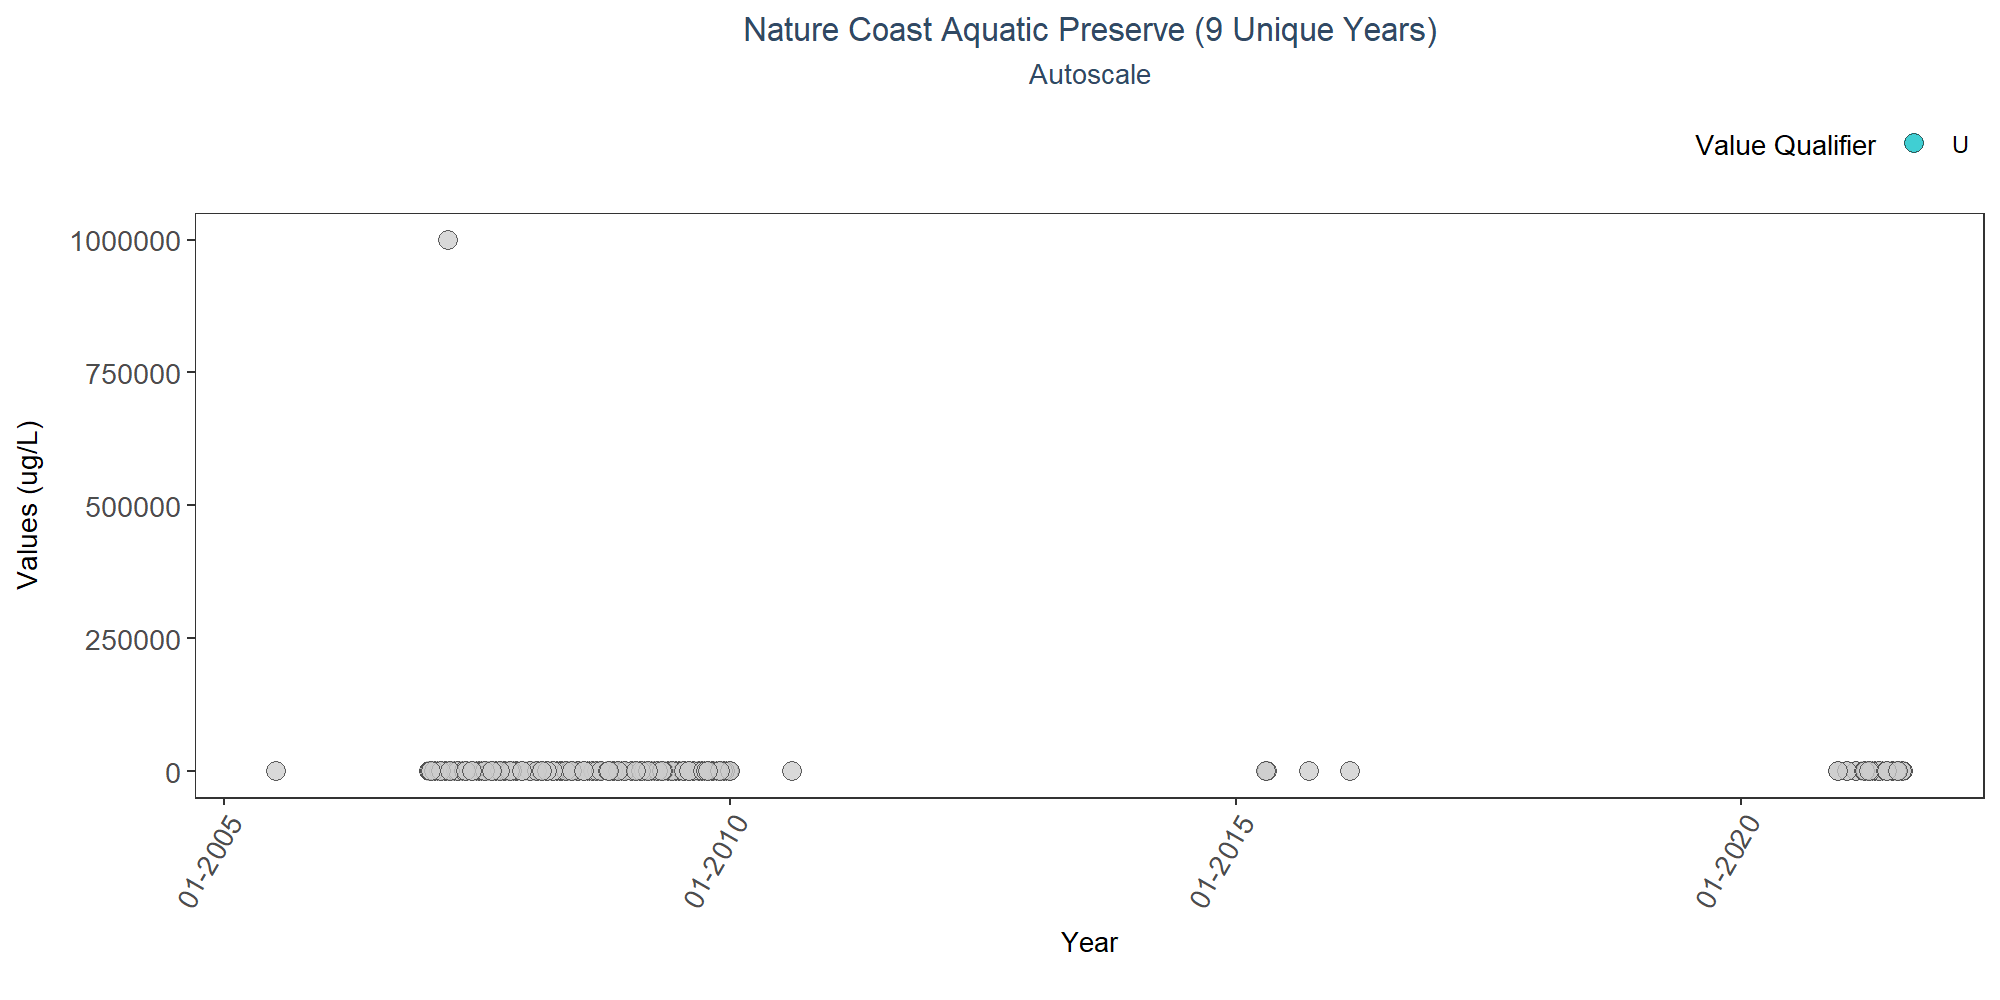 Nature Coast Aquatic Preserve (9 Unique Years)
Autoscale
Value Qualifier U
1000000
750000
500000
250000
0
Values (ug/L)
01-2005
01-2010
01-2015
01-2020
Year